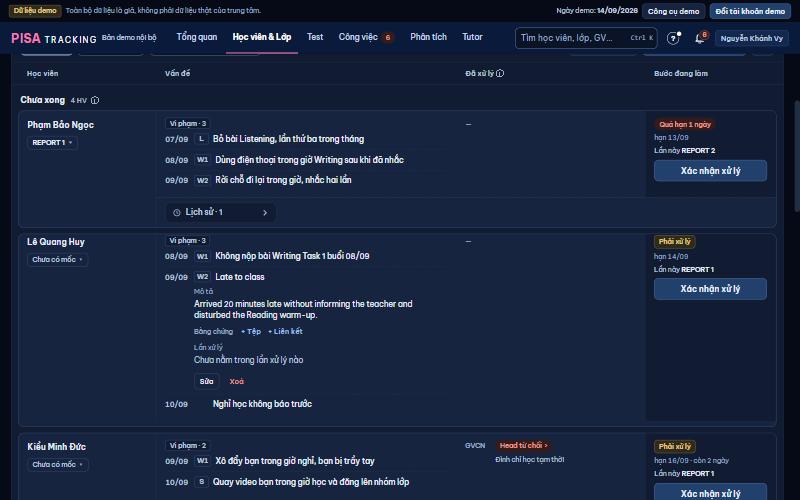 Dữ liệu demo Toàn bộ dữ liệu là giả, không phải dữ liệu thật của trung tâm. Ngày demo: 14/09/2026 Công cụ demo Đổi tài khoản demo
PISA TRACKING Bản demo nội bộ Tổng quan Học viên & Lớp Test Công việc 6 Phân tích Tutor Tìm học viên, lớp, GV... Ctrl K ? 6 Nguyễn Khánh Vy
Học viên Vấn đề Đã xử lý Bước đang làm
Chưa xong 4 HV
Phạm Bảo Ngọc
REPORT 1
Vi phạm · 3
07/09 L Bỏ bài Listening, lần thứ ba trong tháng
08/09 W1 Dùng điện thoại trong giờ Writing sau khi đã nhắc
09/09 W2 Rời chỗ đi lại trong giờ, nhắc hai lần
Lịch sử · 1
–
Quá hạn 1 ngày
hạn 13/09
Lần này REPORT 2
Xác nhận xử lý
Lê Quang Huy
Chưa có mốc
Vi phạm · 3
08/09 W1 Không nộp bài Writing Task 1 buổi 08/09
09/09 W2 Late to class
Mô tả
Arrived 20 minutes late without informing the teacher and
disturbed the Reading warm-up.
Bằng chứng + Tệp + Liên kết
Lần xử lý
Chưa nằm trong lần xử lý nào
Sửa Xoá
10/09 Nghỉ học không báo trước
–
Phải xử lý
hạn 14/09
Lần này REPORT 1
Xác nhận xử lý
Kiều Minh Đức
Chưa có mốc
Vi phạm · 2
09/09 W1 Xô đẩy bạn trong giờ nghỉ, bạn bị trầy tay
10/09 S Quay video bạn trong giờ học và đăng lên nhóm lớp
GVCN Head từ chối >
Đình chỉ học tạm thời
Phải xử lý
hạn 16/09 · còn 2 ngày
Lần này REPORT 1
Xác nhận xử lý